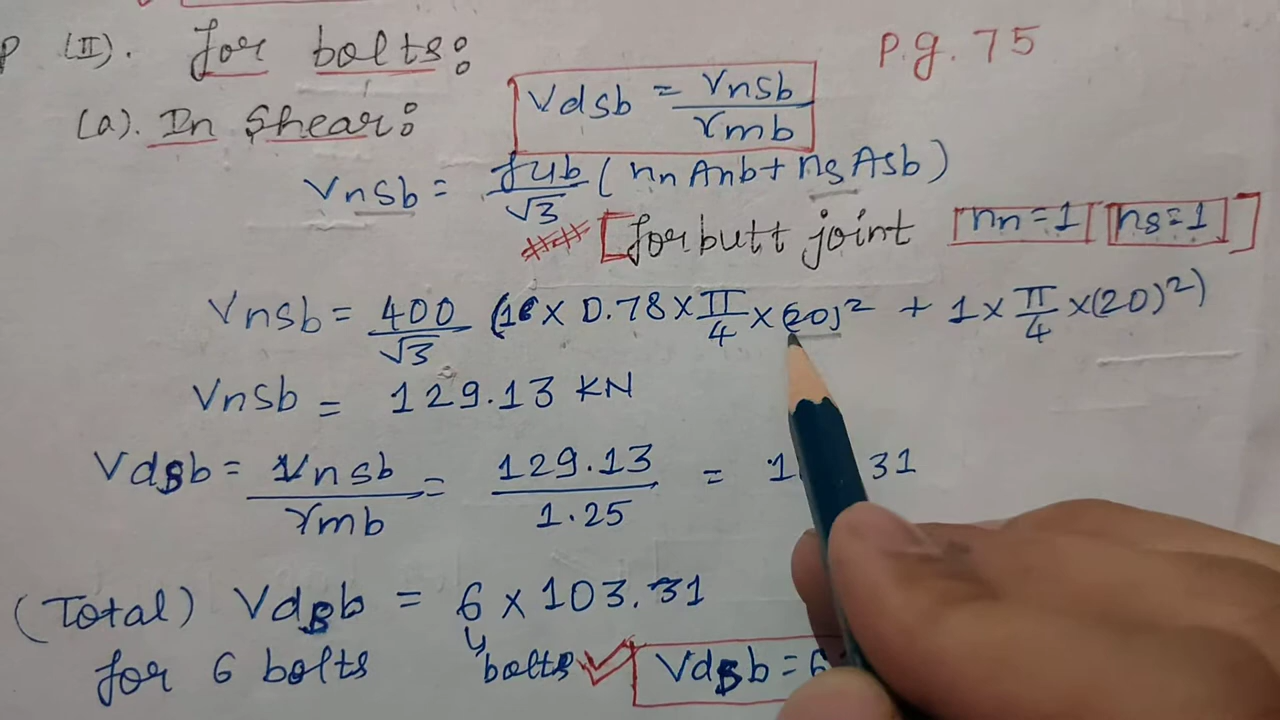 P (II). for bolts: P.g. 75
(a). In Shear: Vdsb = Vnsb / γmb
Vnsb = fub/√3 ( nn Anb + ns Asb )
[for butt joint nn=1 ns=1]
Vnsb = 400/√3 (1 × 0.78 × π/4 × (20)² + 1 × π/4 × (20)²)
Vnsb = 129.13 KN
Vdsb = Vnsb / γmb = 129.13 / 1.25 = 31
(Total) Vdsb = 6 × 103.31
for 6 bolts bolts ✓ Vdsb = 6